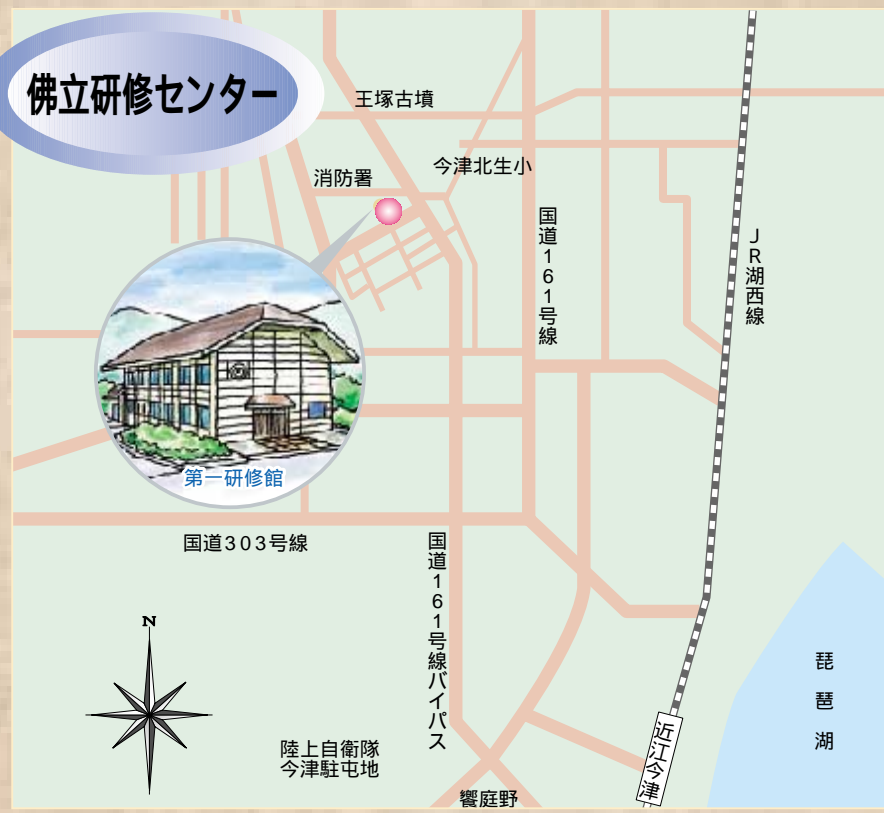 佛立研修センター
王塚古墳
今津北生小
消防署
国道161号線
JR湖西線
第一研修館
国道303号線
国道161号線バイパス
N
琵琶湖
近江今津
陸上自衛隊
今津駐屯地
饗庭野